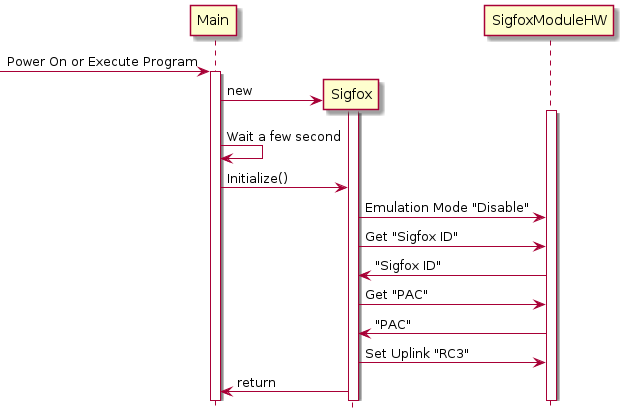 Main
SigfoxModuleHW
Power On or Execute Program
new
Sigfox
Wait a few second
Initialize()
Emulation Mode "Disable"
Get "Sigfox ID"
"Sigfox ID"
Get "PAC"
"PAC"
Set Uplink "RC3"
return